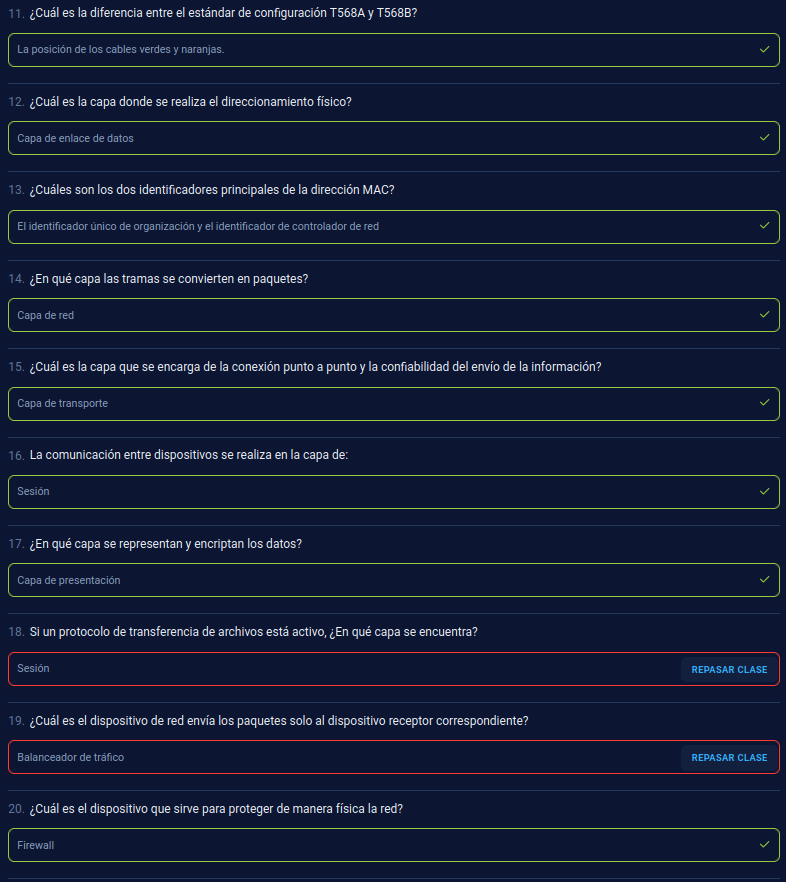 11. ¿Cuál es la diferencia entre el estándar de configuración T568A y T568B?
La posición de los cables verdes y naranjas.
12. ¿Cuál es la capa donde se realiza el direccionamiento físico?
Capa de enlace de datos
13. ¿Cuáles son los dos identificadores principales de la dirección MAC?
El identificador único de organización y el identificador de controlador de red
14. ¿En qué capa las tramas se convierten en paquetes?
Capa de red
15. ¿Cuál es la capa que se encarga de la conexión punto a punto y la confiabilidad del envío de la información?
Capa de transporte
16. La comunicación entre dispositivos se realiza en la capa de:
Sesión
17. ¿En qué capa se representan y encriptan los datos?
Capa de presentación
18. Si un protocolo de transferencia de archivos está activo, ¿En qué capa se encuentra?
Sesión REPASAR CLASE
19. ¿Cuál es el dispositivo de red envía los paquetes solo al dispositivo receptor correspondiente?
Balanceador de tráfico REPASAR CLASE
20. ¿Cuál es el dispositivo que sirve para proteger de manera física la red?
Firewall